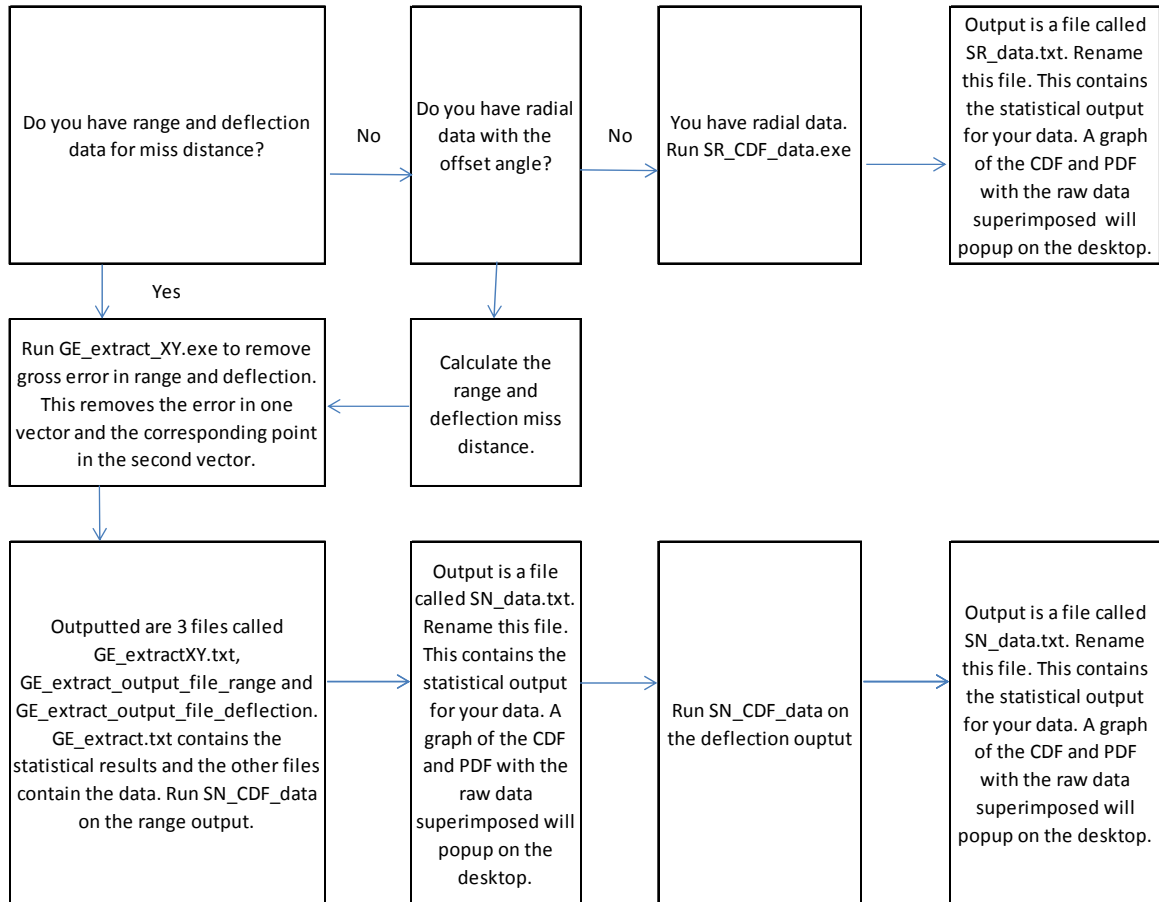 Do you have range and deflection
data for miss distance?
No
Do you have radial
data with the
offset angle?
No
You have radial data.
Run SR_CDF_data.exe
Output is a file called
SR_data.txt. Rename
this file. This contains
the statistical output
for your data. A graph
of the CDF and PDF
with the raw data
superimposed will
popup on the desktop.
Yes
Run GE_extract_XY.exe to remove
gross error in range and deflection.
This removes the error in one
vector and the corresponding point
in the second vector.
Calculate the
range and
deflection miss
distance.
Outputted are 3 files called
GE_extractXY.txt,
GE_extract_output_file_range and
GE_extract_output_file_deflection.
GE_extract.txt contains the
statistical results and the other files
contain the data. Run SN_CDF_data
on the range output.
Output is a file
called SN_data.txt.
Rename this file.
This contains the
statistical output
for your data. A
graph of the CDF
and PDF with the
raw data
superimposed will
popup on the
desktop.
Run SN_CDF_data on
the deflection ouptut
Output is a file called
SN_data.txt. Rename
this file. This contains
the statistical output
for your data. A graph
of the CDF and PDF
with the raw data
superimposed will
popup on the desktop.